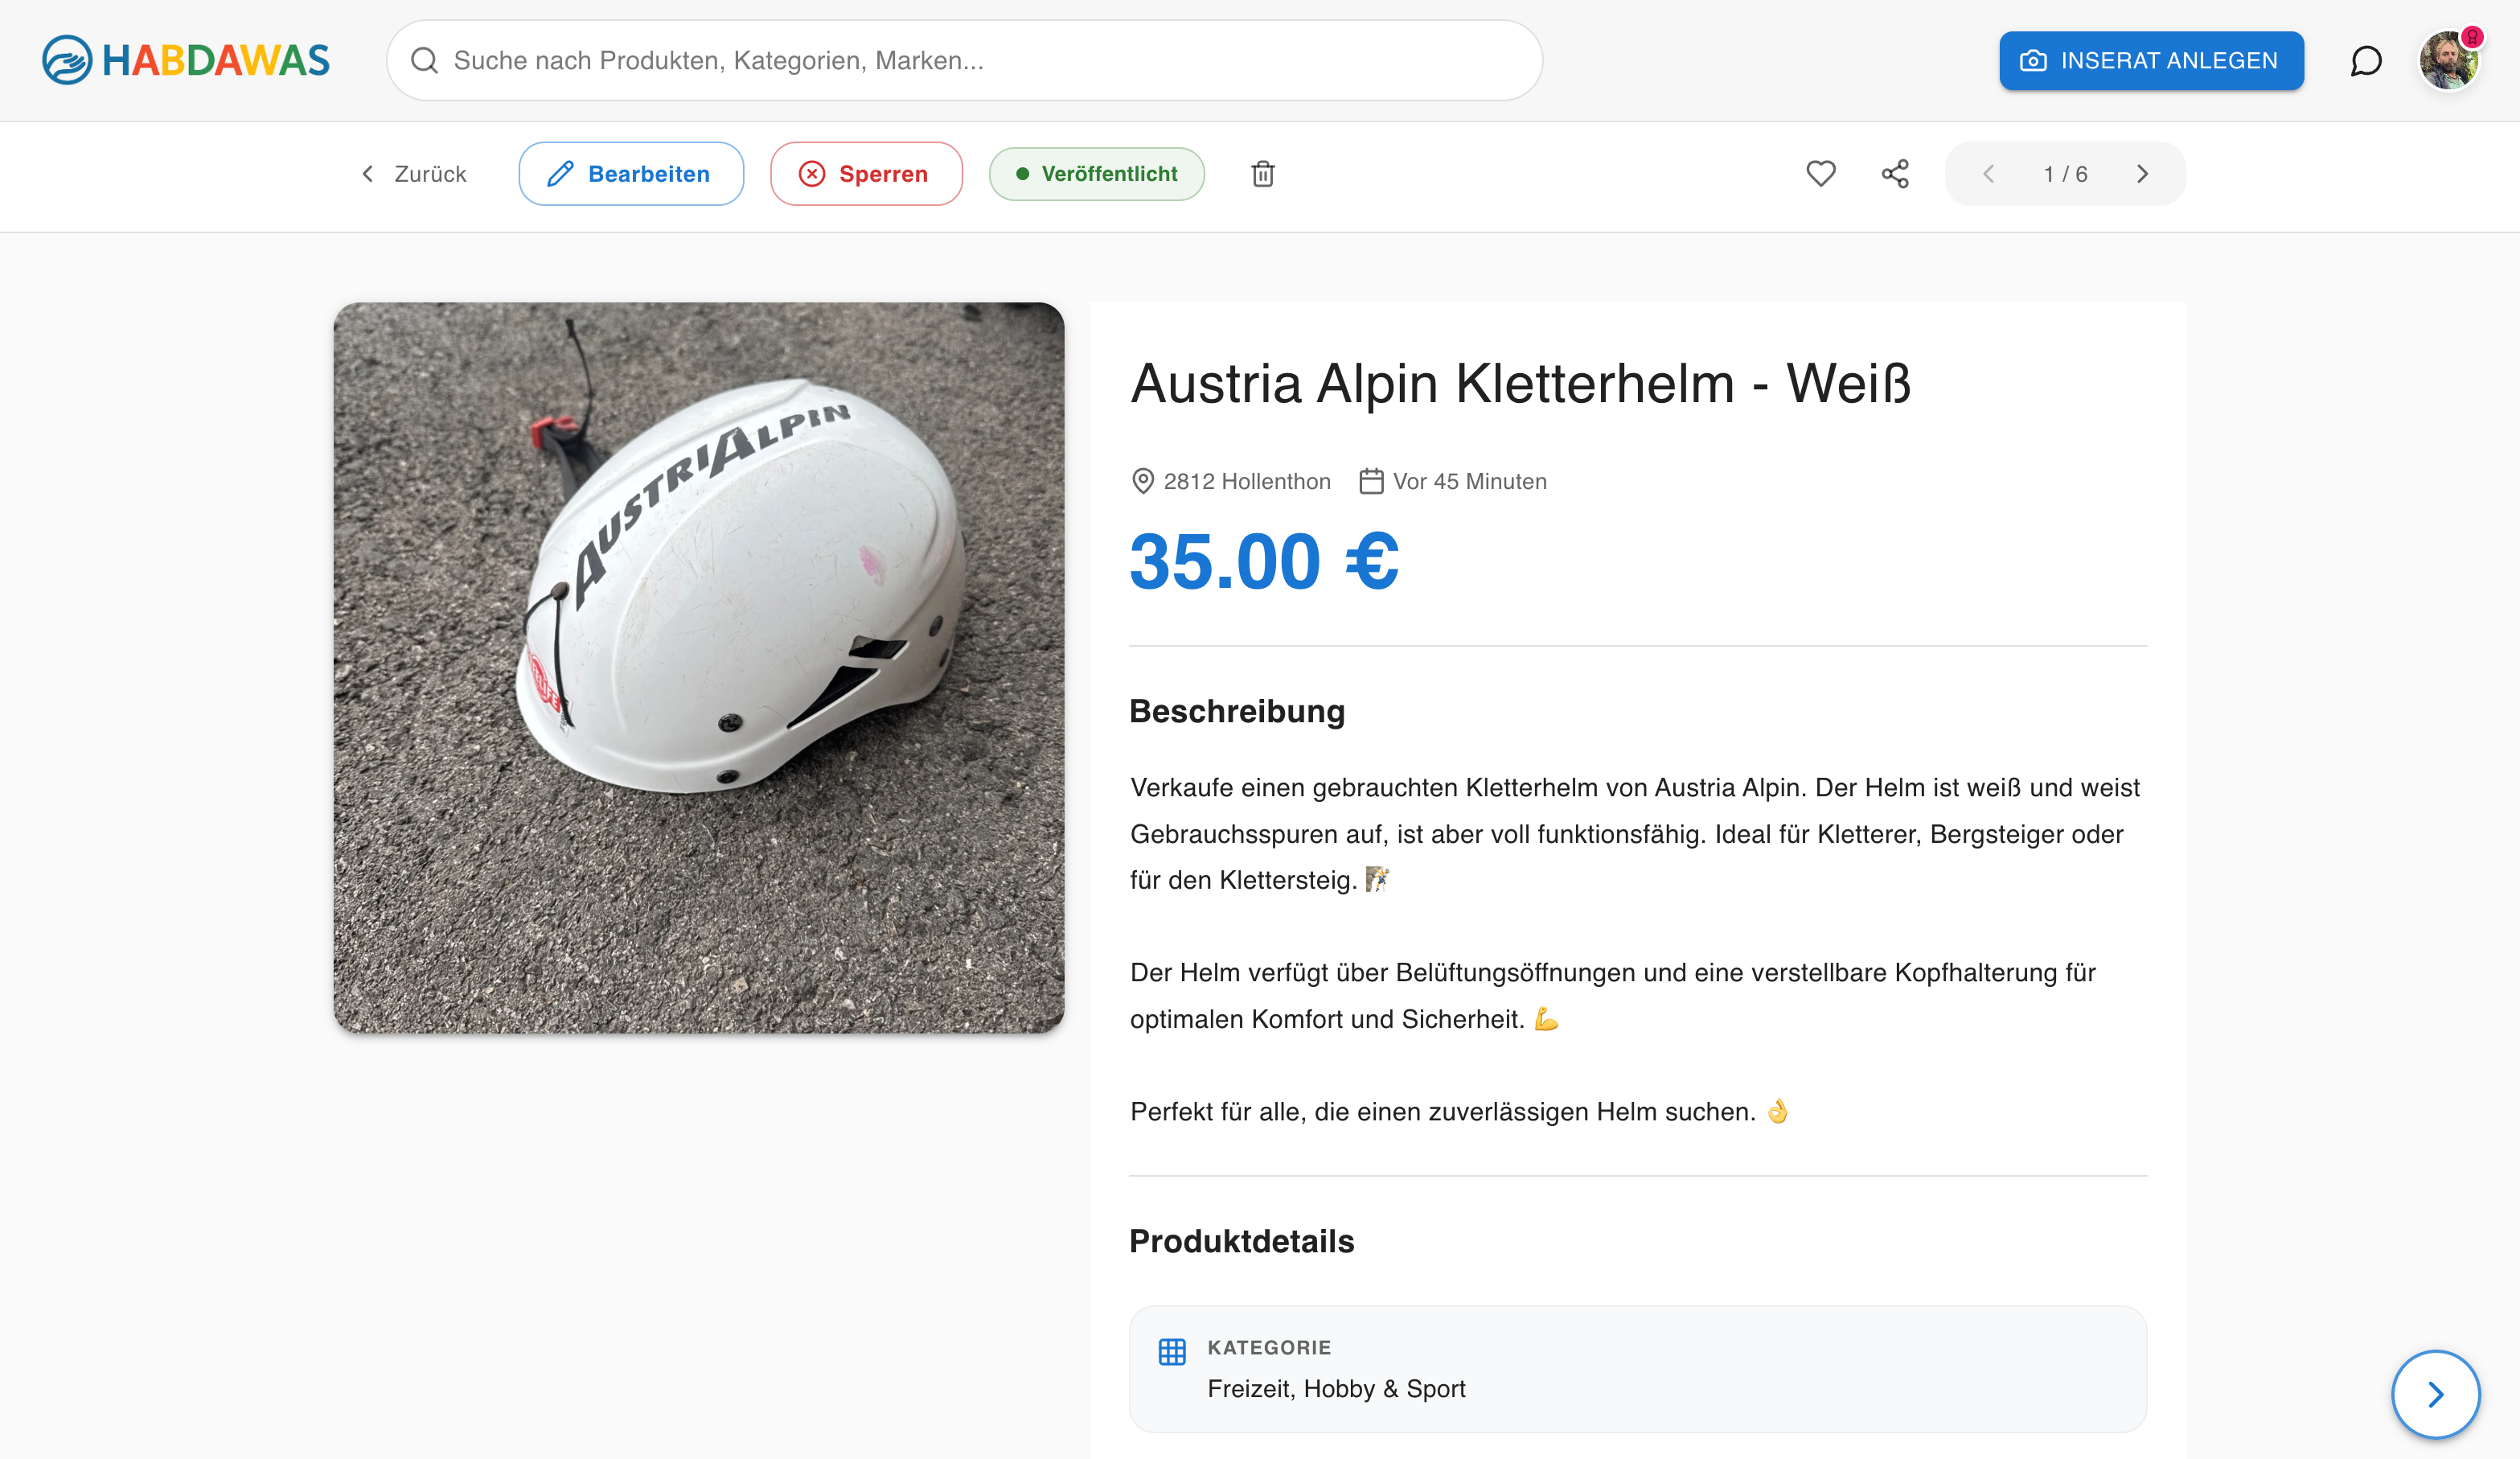 HABDAWAS
Suche nach Produkten, Kategorien, Marken...
INSERAT ANLEGEN
Zurück
Bearbeiten
Sperren
Veröffentlicht
1 / 6
AUSTRIALPIN
Austria Alpin Kletterhelm - Weiß
2812 Hollenthon
Vor 45 Minuten
35.00 €
Beschreibung
Verkaufe einen gebrauchten Kletterhelm von Austria Alpin. Der Helm ist weiß und weist
Gebrauchsspuren auf, ist aber voll funktionsfähig. Ideal für Kletterer, Bergsteiger oder
für den Klettersteig. 🧗
Der Helm verfügt über Belüftungsöffnungen und eine verstellbare Kopfhalterung für
optimalen Komfort und Sicherheit. 💪
Perfekt für alle, die einen zuverlässigen Helm suchen. 👌
Produktdetails
KATEGORIE
Freizeit, Hobby & Sport